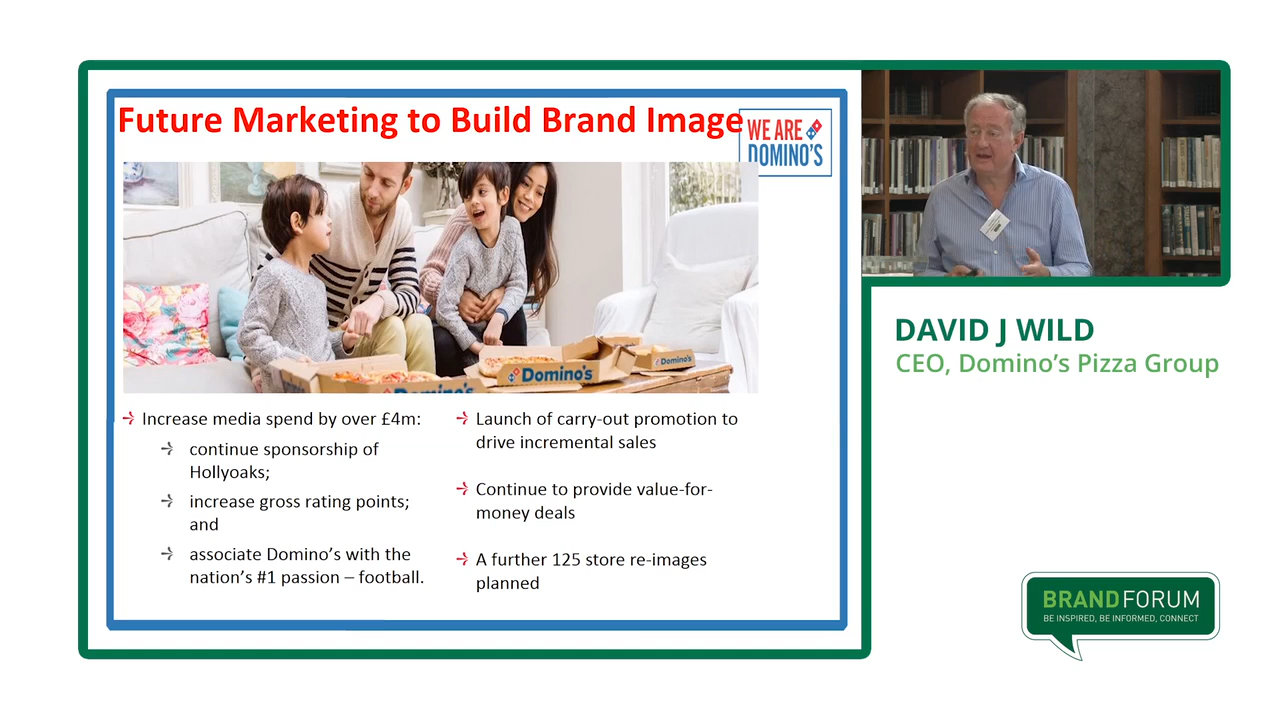 Future Marketing to Build Brand Image
WE ARE
DOMINO'S
Domino's
Domino's
Domino's
Increase media spend by over £4m:
continue sponsorship of
Hollyoaks;
increase gross rating points;
and
associate Domino's with the
nation's #1 passion – football.
Launch of carry-out promotion to
drive incremental sales
Continue to provide value-for-
money deals
A further 125 store re-images
planned
DAVID J WILD
CEO, Domino's Pizza Group
BRANDFORUM
BE INSPIRED, BE INFORMED, CONNECT